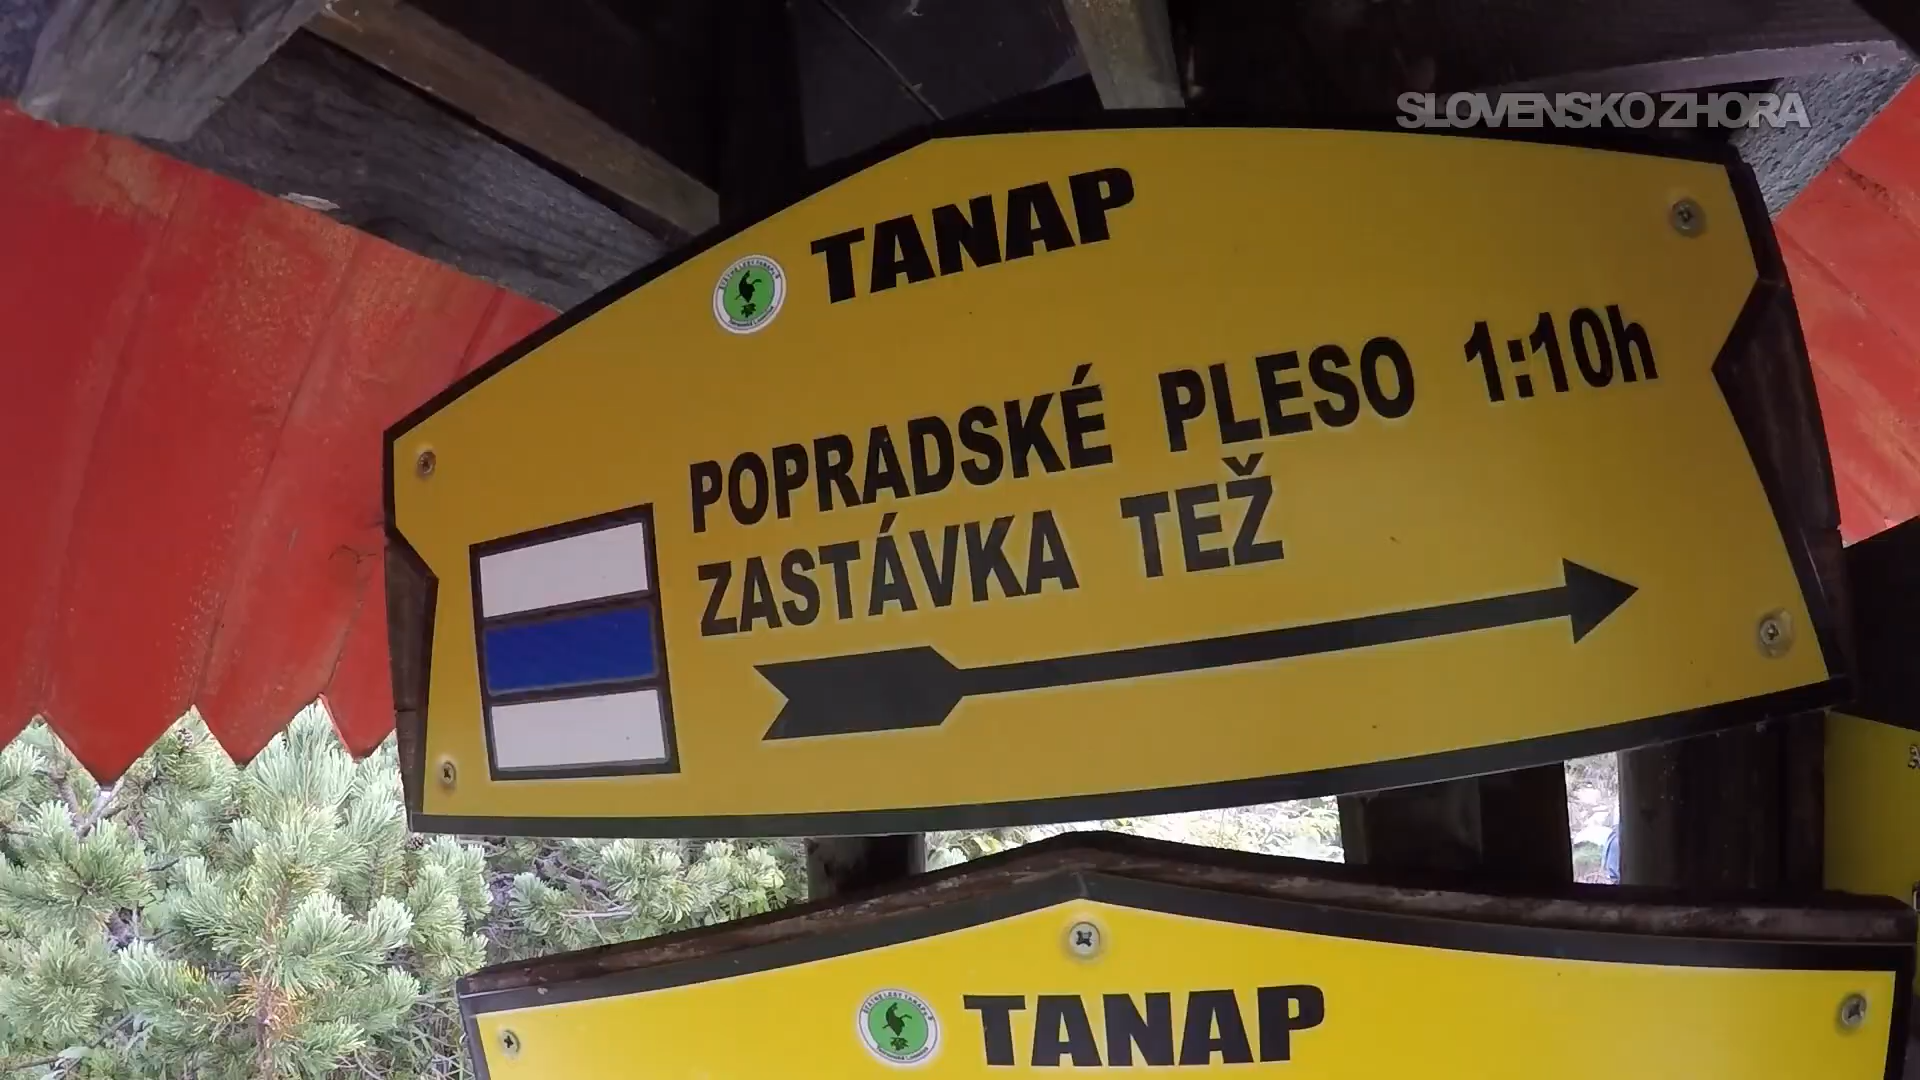 SLOVENSKO ZHORA
TANAP
POPRADSKÉ PLESO 1:10h
ZASTÁVKA TEŽ
TANAP